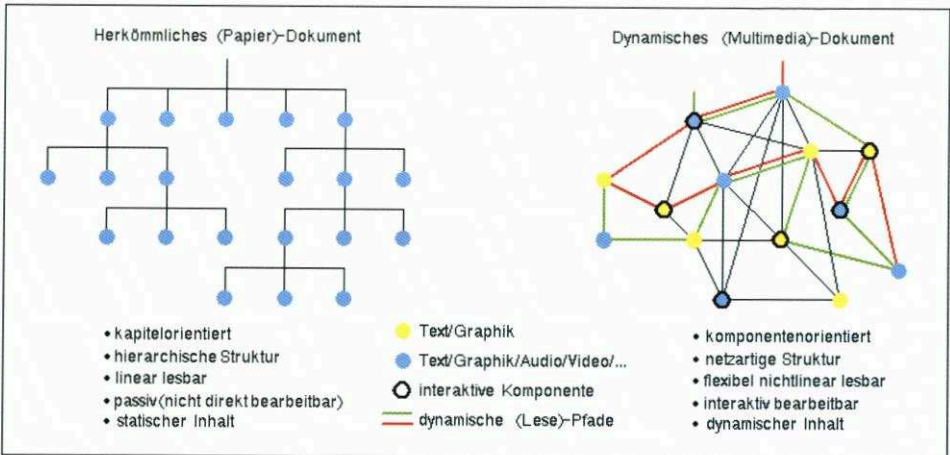 Herkömmliches (Papier)-Dokument
Dynamisches (Multimedia)-Dokument
• kapitelorientiert
• hierarchische Struktur
• linear lesbar
• passiv(nicht direkt bearbeitbar)
• statischer Inhalt
Text/Graphik
Text/Graphik/Audio/Video/...
interaktive Komponente
dynamische (Lese)-Pfade
• komponentenorientiert
• netzartige Struktur
• flexibel nichtlinear lesbar
• interaktiv bearbeitbar
• dynamischer Inhalt